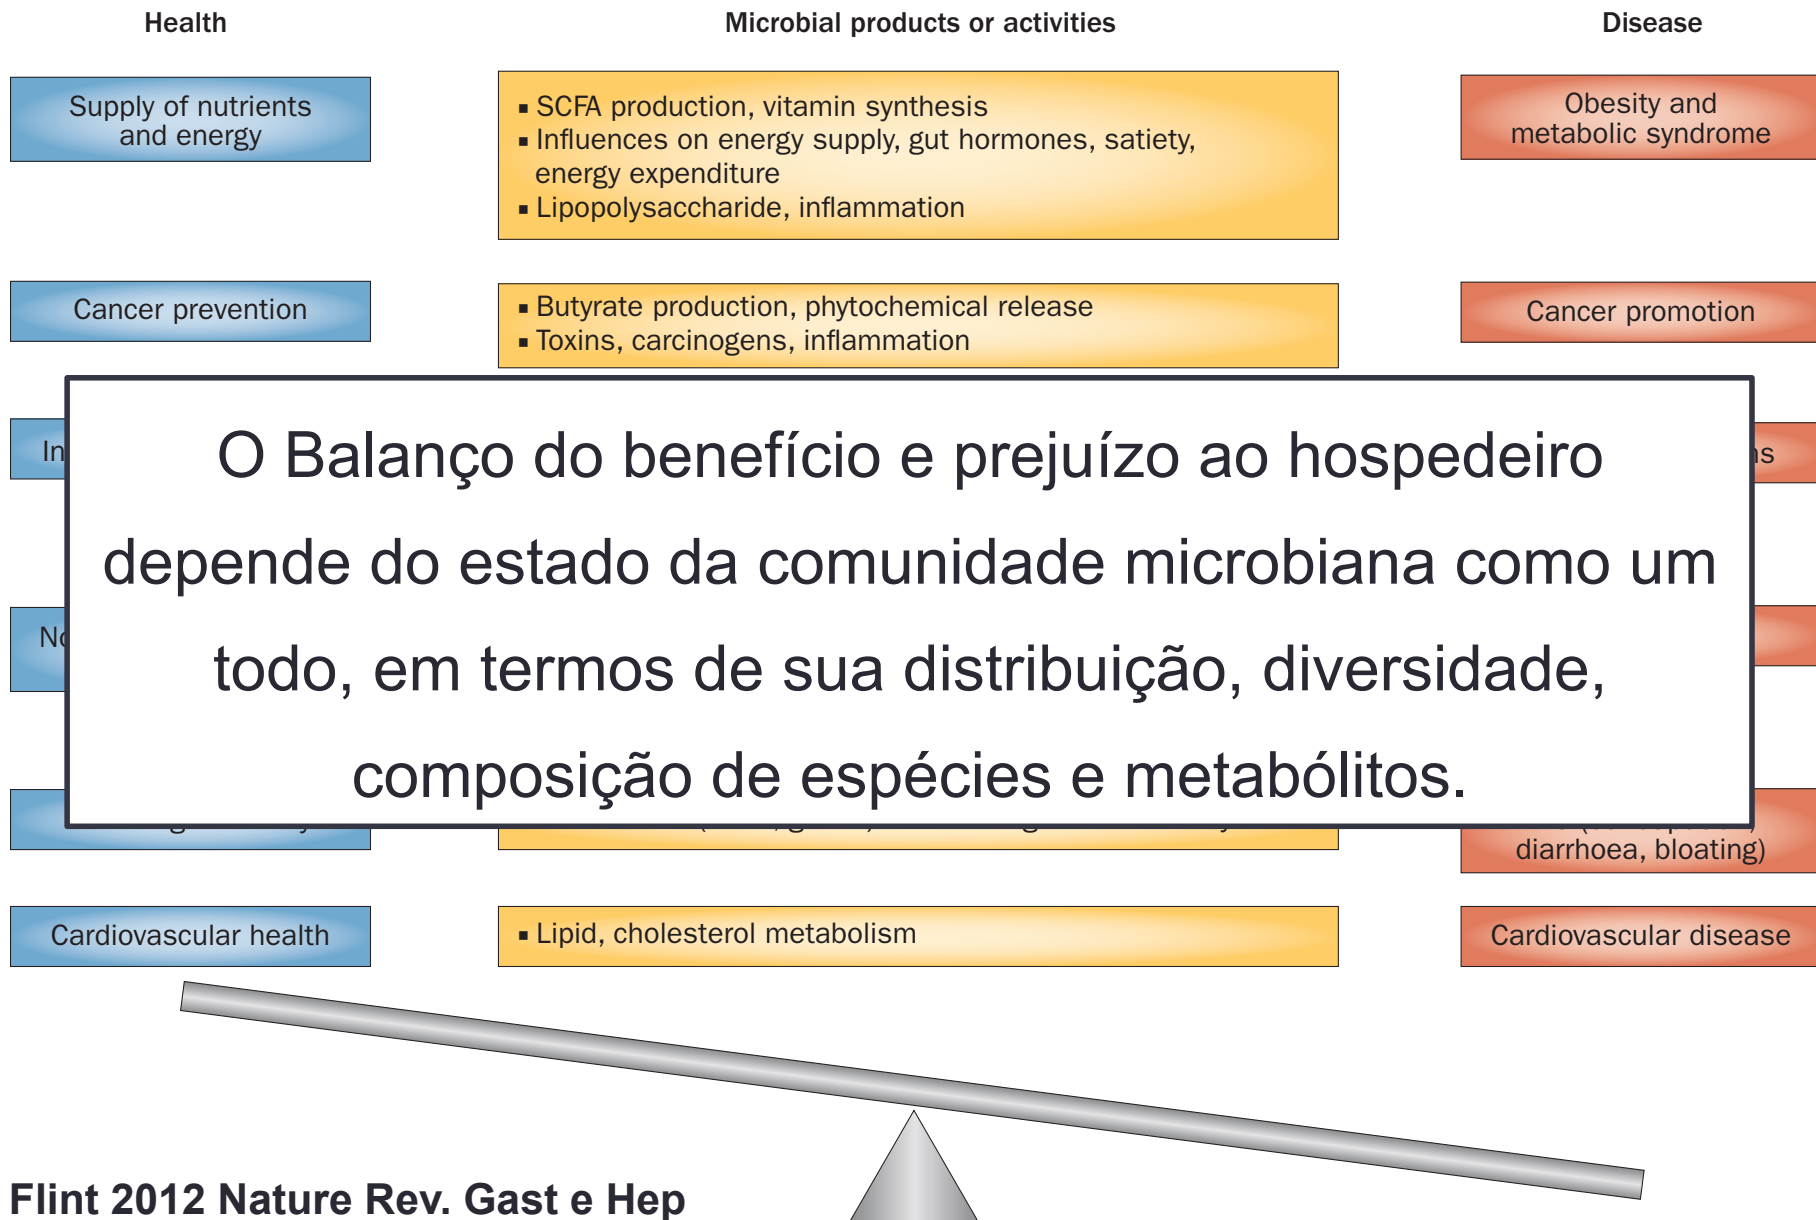 Health
Microbial products or activities
Disease
Supply of nutrients
and energy
▪ SCFA production, vitamin synthesis
▪ Influences on energy supply, gut hormones, satiety,
energy expenditure
▪ Lipopolysaccharide, inflammation
Obesity and
metabolic syndrome
Cancer prevention
▪ Butyrate production, phytochemical release
▪ Toxins, carcinogens, inflammation
Cancer promotion
O Balanço do benefício e prejuízo ao hospedeiro
depende do estado da comunidade microbiana como um
todo, em termos de sua distribuição, diversidade,
composição de espécies e metabólitos.
diarrhoea, bloating)
Cardiovascular health
▪ Lipid, cholesterol metabolism
Cardiovascular disease
Flint 2012 Nature Rev. Gast e Hep